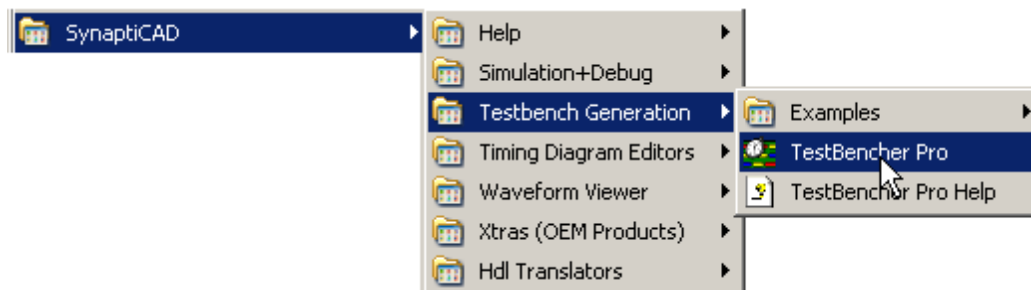 SynaptiCAD
Help
Simulation+Debug
Testbench Generation
Timing Diagram Editors
Waveform Viewer
Xtras (OEM Products)
Hdl Translators
Examples
TestBencher Pro
TestBencher Pro Help